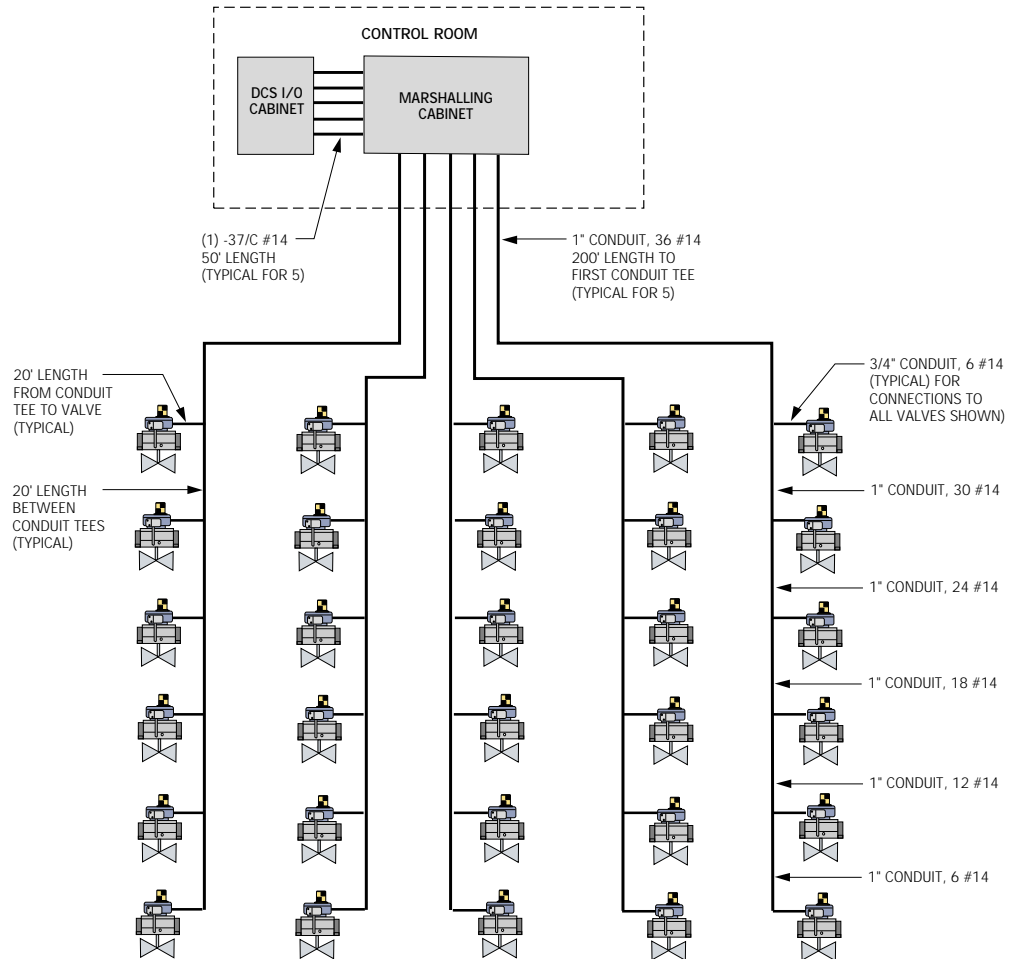 CONTROL ROOM
DCS I/O
CABINET
MARSHALLING
CABINET
(1) -37/C #14
50' LENGTH
(TYPICAL FOR 5)
1" CONDUIT, 36 #14
200' LENGTH TO
FIRST CONDUIT TEE
(TYPICAL FOR 5)
20' LENGTH
FROM CONDUIT
TEE TO VALVE
(TYPICAL)
3/4" CONDUIT, 6 #14
(TYPICAL) FOR
CONNECTIONS TO
ALL VALVES SHOWN)
20' LENGTH
BETWEEN
CONDUIT TEES
(TYPICAL)
1" CONDUIT, 30 #14
1" CONDUIT, 24 #14
1" CONDUIT, 18 #14
1" CONDUIT, 12 #14
1" CONDUIT, 6 #14